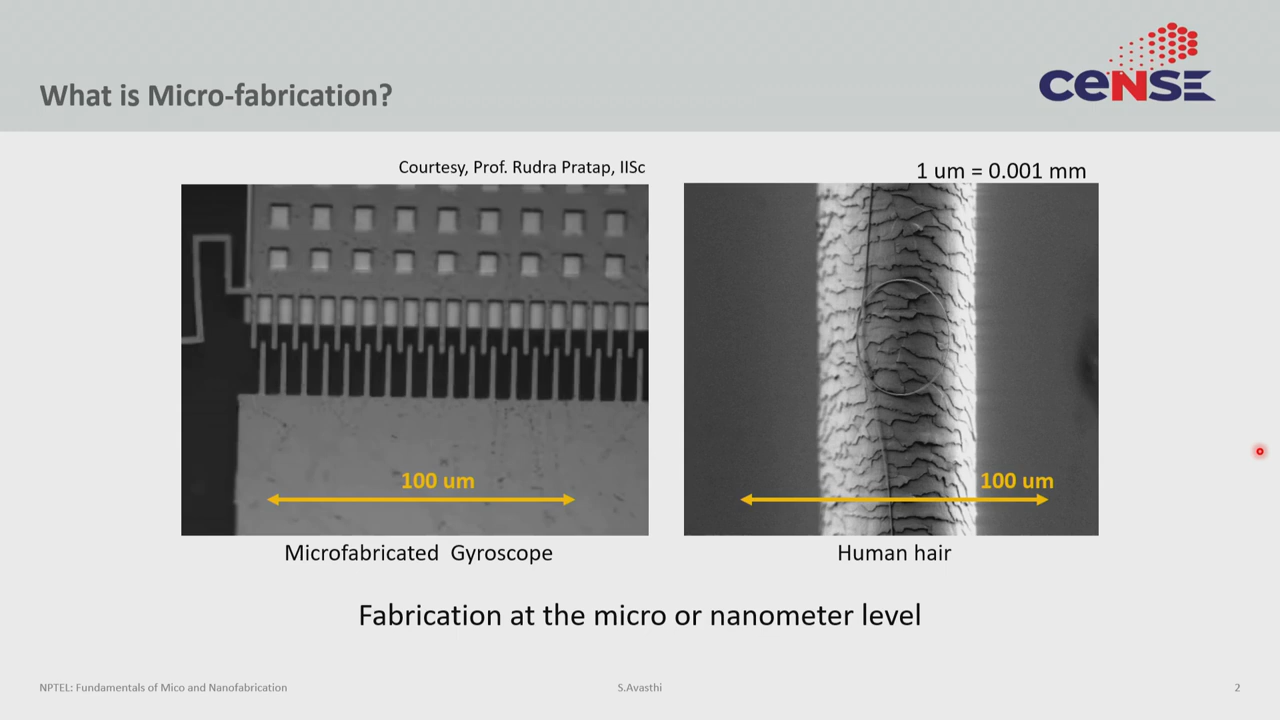 What is Micro-fabrication?
CeNSE
Courtesy, Prof. Rudra Pratap, IISc
1 um = 0.001 mm
100 um
100 um
Microfabricated Gyroscope
Human hair
Fabrication at the micro or nanometer level
NPTEL: Fundamentals of Mico and Nanofabrication
S.Avasthi
2